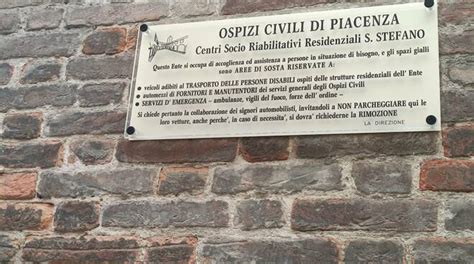 OSPIZI CIVILI DI PIACENZA
Centri Socio Riabilitativi Residenziali S. STEFANO
Questo Ente si occupa di accoglienza ed assistenza a persone in situazione di bisogno, e gli spazi gialli
sono AREE DI SOSTA RISERVATE A:
- veicoli adibiti al TRASPORTO DELLE PERSONE DISABILI ospiti delle strutture residenziali dell' Ente
- automezzi di FORNITORI E MANUTENTORI dei servizi generali degli Ospizi Civili
- SERVIZI D' EMERGENZA - ambulanze, vigili del fuoco, forze dell' ordine -
Si chiede pertanto la collaborazione dei signori automobilisti, invitandoli a NON PARCHEGGIARE qui le
loro vetture, anche perche', in caso di necessita', si dovra' richiederne la RIMOZIONE
LA DIREZIONE